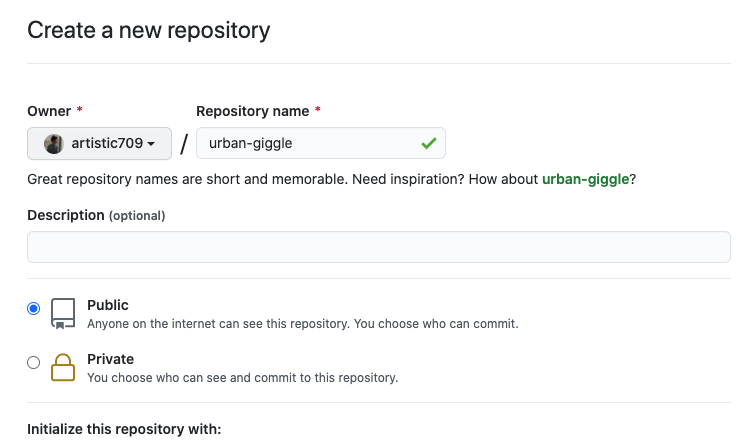 Create a new repository
Owner *
Repository name *
artistic709
/
urban-giggle
Great repository names are short and memorable. Need inspiration? How about urban-giggle?
Description (optional)
Public
Anyone on the internet can see this repository. You choose who can commit.
Private
You choose who can see and commit to this repository.
Initialize this repository with: